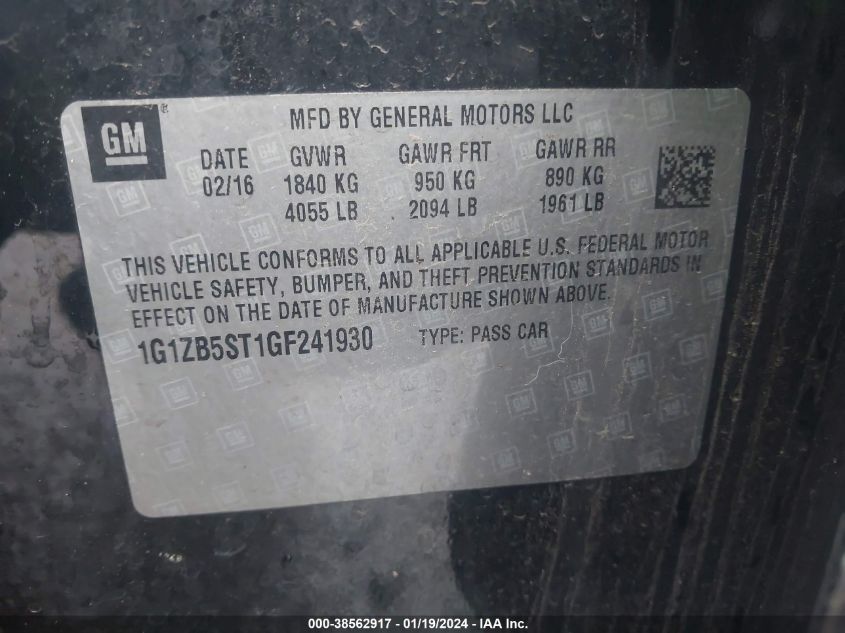 GM
MFD BY GENERAL MOTORS LLC
DATE GVWR GAWR FRT GAWR RR
02/16 1840 KG 950 KG 890 KG
4055 LB 2094 LB 1961 LB
THIS VEHICLE CONFORMS TO ALL APPLICABLE U.S. FEDERAL MOTOR
VEHICLE SAFETY, BUMPER, AND THEFT PREVENTION STANDARDS IN
EFFECT ON THE DATE OF MANUFACTURE SHOWN ABOVE.
1G1ZB5ST1GF241930 TYPE: PASS CAR
000-38562917 - 01/19/2024 - IAA, Inc.